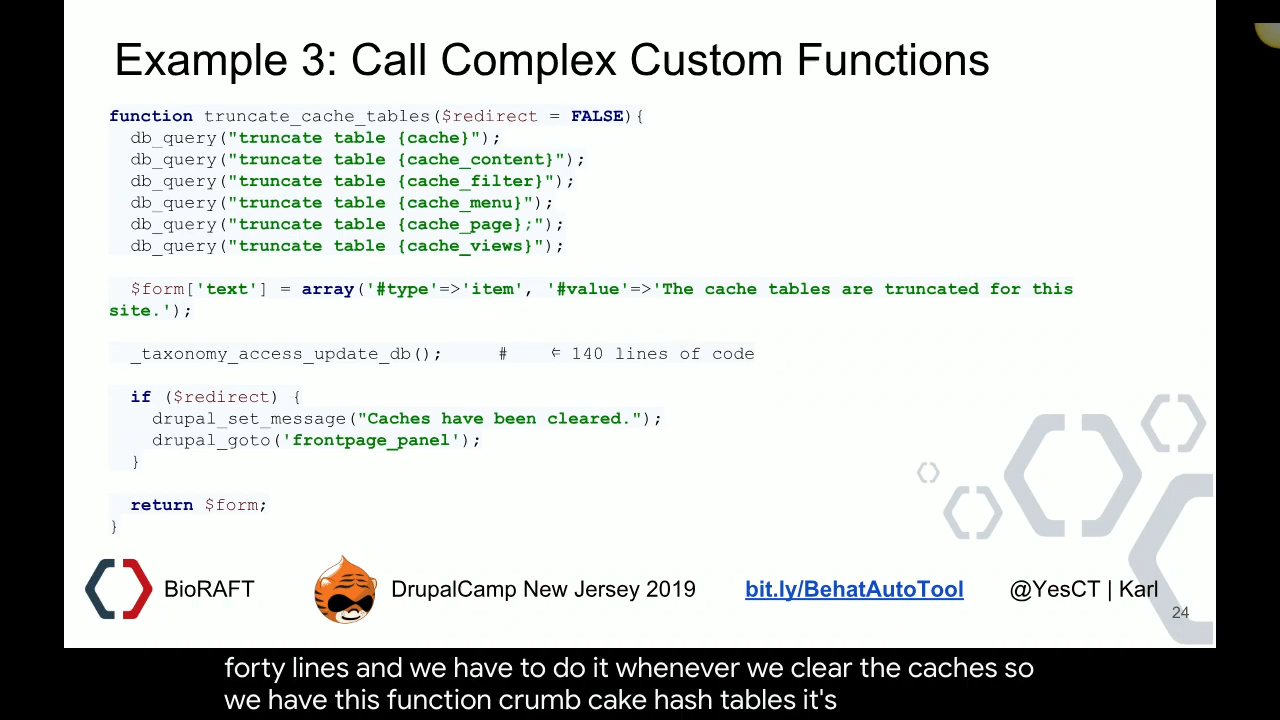 Example 3: Call Complex Custom Functions
function truncate_cache_tables($redirect = FALSE){
db_query("truncate table {cache}");
db_query("truncate table {cache_content}");
db_query("truncate table {cache_filter}");
db_query("truncate table {cache_menu}");
db_query("truncate table {cache_page};");
db_query("truncate table {cache_views}");
$form['text'] = array('#type'=>'item', '#value'=>'The cache tables are truncated for this
site.');
_taxonomy_access_update_db(); # ⇐ 140 lines of code
if ($redirect) {
drupal_set_message("Caches have been cleared.");
drupal_goto('frontpage_panel');
}
return $form;
}
BioRAFT DrupalCamp New Jersey 2019 bit.ly/BehatAutoTool @YesCT | Karl
24
forty lines and we have to do it whenever we clear the caches so
we have this function crumb cake hash tables it's